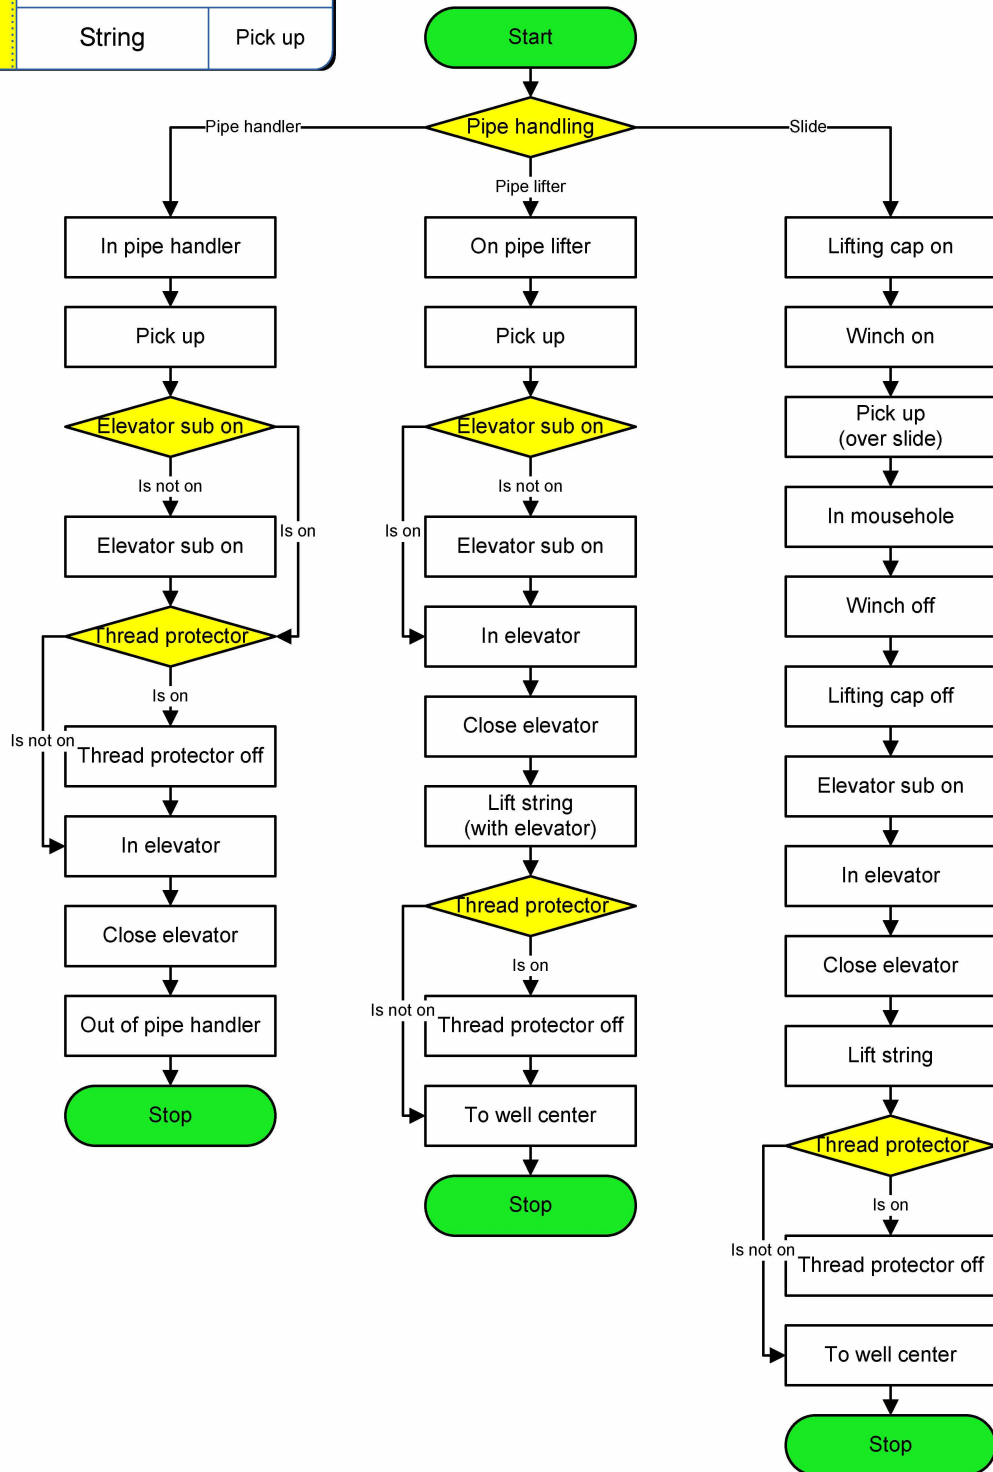 String
Pick up
Start
Pipe handling
Pipe handler
Pipe lifter
Slide
In pipe handler
Pick up
Elevator sub on
Is not on
Is on
Elevator sub on
Thread protector
Is on
Is not on
Thread protector off
In elevator
Close elevator
Out of pipe handler
Stop
On pipe lifter
Pick up
Elevator sub on
Is not on
Is on
Elevator sub on
In elevator
Close elevator
Lift string
(with elevator)
Thread protector
Is on
Is not on
Thread protector off
To well center
Stop
Lifting cap on
Winch on
Pick up
(over slide)
In mousehole
Winch off
Lifting cap off
Elevator sub on
In elevator
Close elevator
Lift string
Thread protector
Is on
Is not on
Thread protector off
To well center
Stop